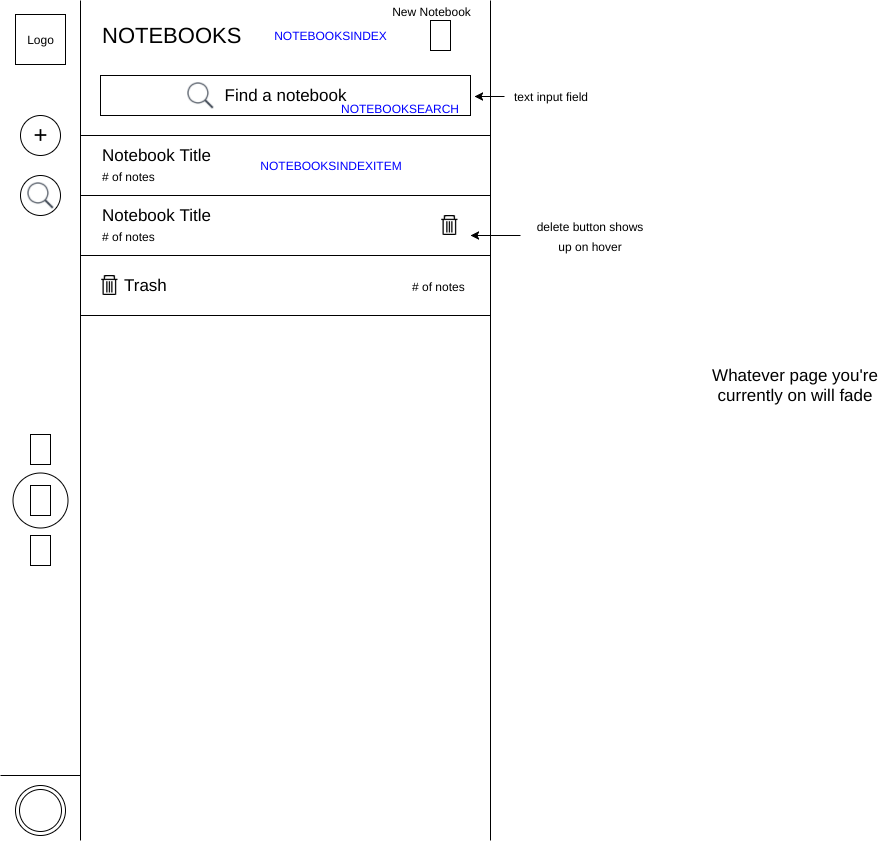 New Notebook
Logo
NOTEBOOKS
NOTEBOOKSINDEX
Find a notebook
NOTEBOOKSEARCH
text input field
+
Notebook Title
NOTEBOOKSINDEXITEM
# of notes
Notebook Title
# of notes
delete button shows
up on hover
Trash
# of notes
Whatever page you're
currently on will fade